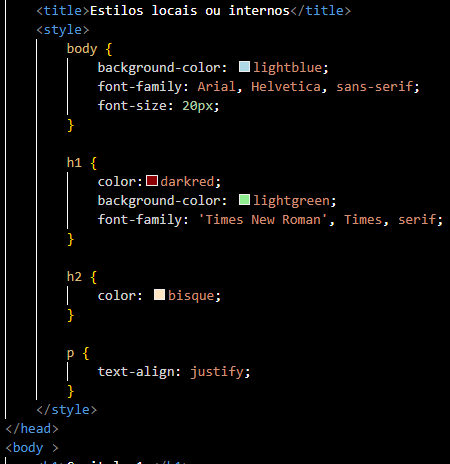 <title>Estilos locais ou internos</title>
<style>
body {
background-color: lightblue;
font-family: Arial, Helvetica, sans-serif;
font-size: 20px;
}
h1 {
color: darkred;
background-color: lightgreen;
font-family: 'Times New Roman', Times, serif;
}
h2 {
color: bisque;
}
p {
text-align: justify;
}
</style>
</head>
<body >